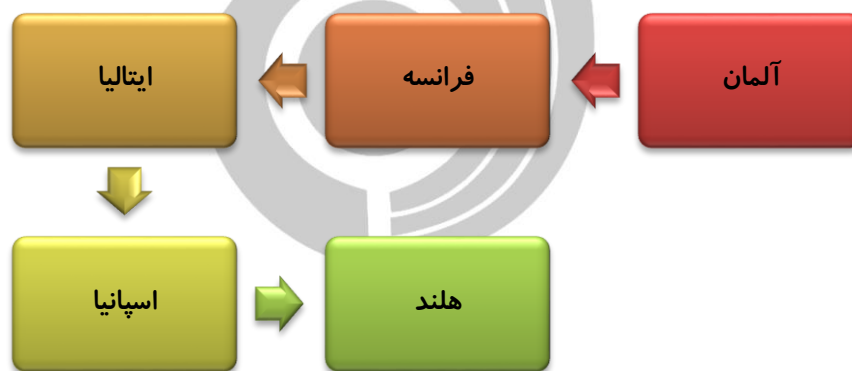 آلمان
فرانسه
ایتالیا
اسپانیا
هلند